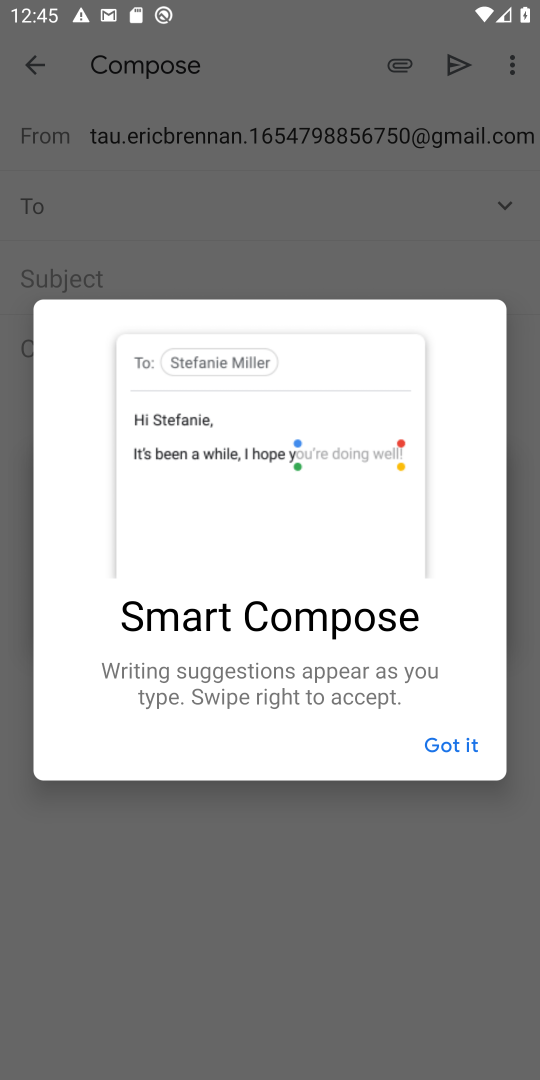 12:45
Compose
From tau.ericbrennan.1654798856750@gmail.com
To
Subject
C
To: Stefanie Miller
Hi Stefanie,
It's been a while, I hope you're doing well!
Smart Compose
Writing suggestions appear as you
type. Swipe right to accept.
Got it